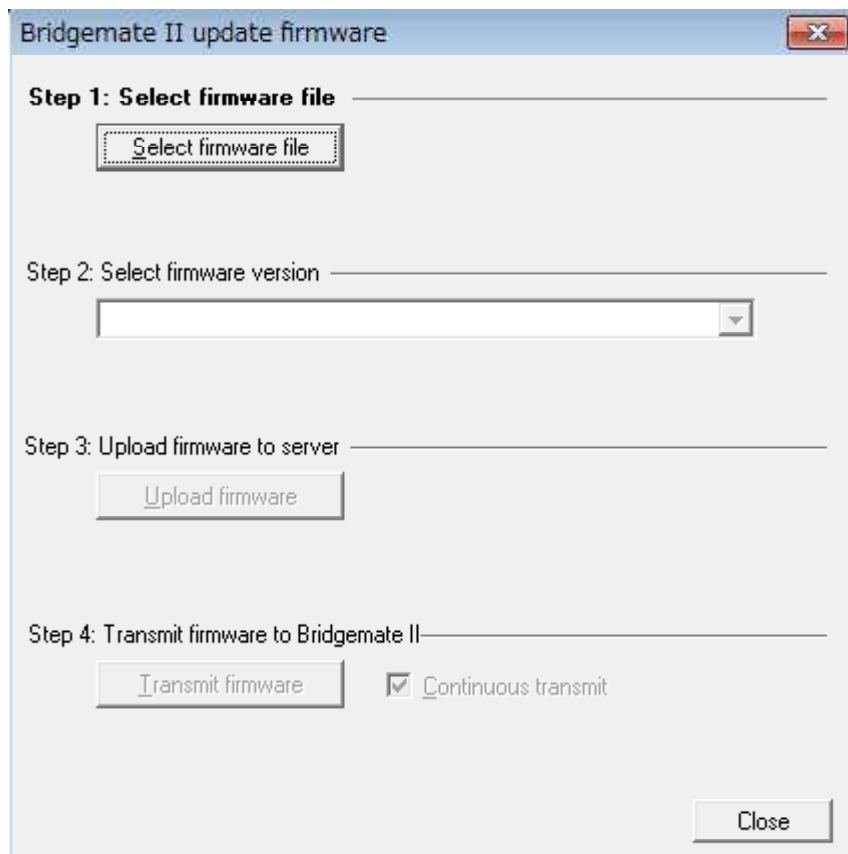 Bridgemate II update firmware
Step 1: Select firmware file
Select firmware file
Step 2: Select firmware version
Step 3: Upload firmware to server
Upload firmware
Step 4: Transmit firmware to Bridgemate II
Transmit firmware
Continuous transmit
Close